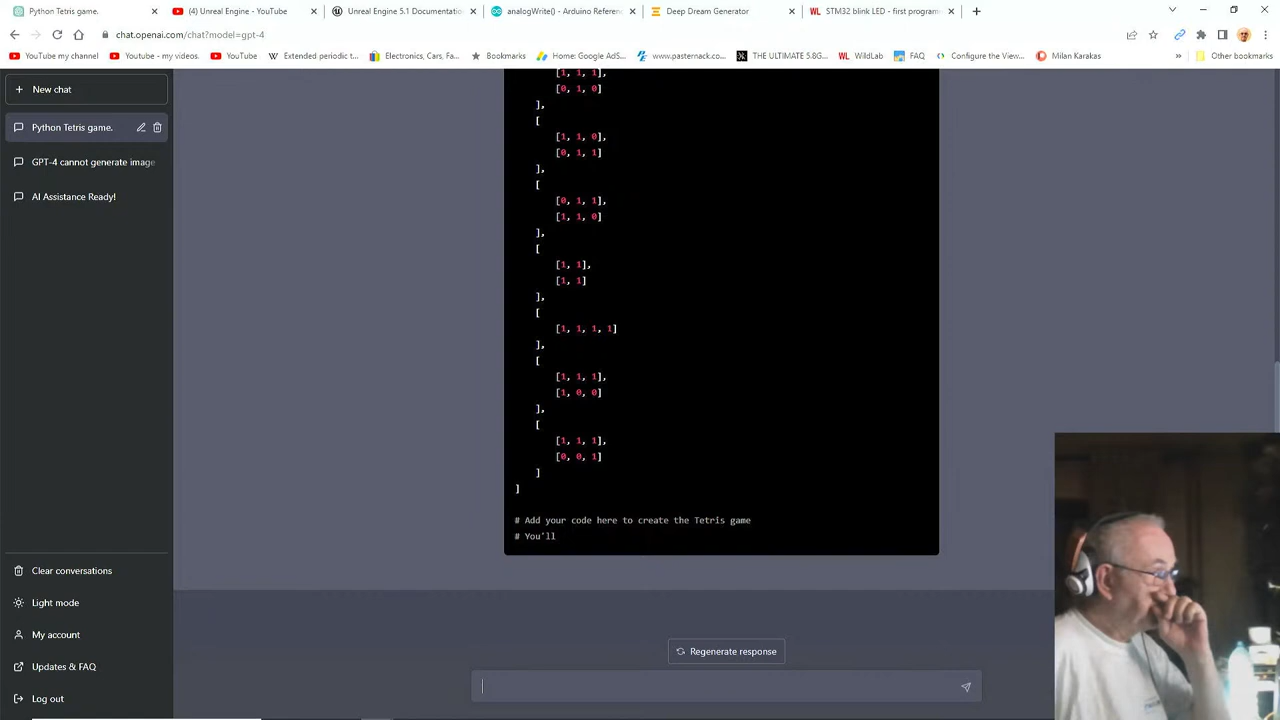 Python Tetris game.
(4) Unreal Engine - YouTube
Unreal Engine 5.1 Documentatio
analogWrite() - Arduino Referenc
Deep Dream Generator
WL STM32 blink LED - first program
chat.openai.com/chat?model=gpt-4
YouTube my channel
Youtube - my videos.
YouTube
Extended periodic t...
Electronics, Cars, Fa...
Bookmarks
Home: Google AdS...
www.pasternack.co...
THE ULTIMATE 5.8G...
WL WildLab
FAQ
Configure the View...
Milan Karakas
»
Other bookmarks
+ New chat
Python Tetris game.
GPT-4 cannot generate image
AI Assistance Ready!
Clear conversations
Light mode
My account
Updates & FAQ
Log out
[1, 1, 1],
[0, 1, 0]
],
[
[1, 1, 0],
[0, 1, 1]
],
[
[0, 1, 1],
[1, 1, 0]
],
[
[1, 1],
[1, 1]
],
[
[1, 1, 1, 1]
],
[
[1, 1, 1],
[1, 0, 0]
],
[
[1, 1, 1],
[0, 0, 1]
]
]
# Add your code here to create the Tetris game
# You'll
Regenerate response